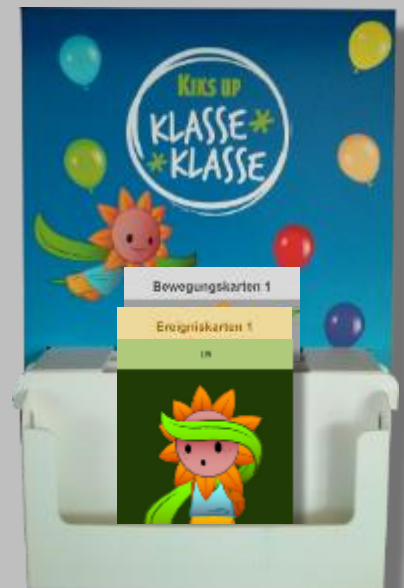 KIKS UP
KLASSE
KLASSE
Bewegungskarten 1
Ereigniskarten 1